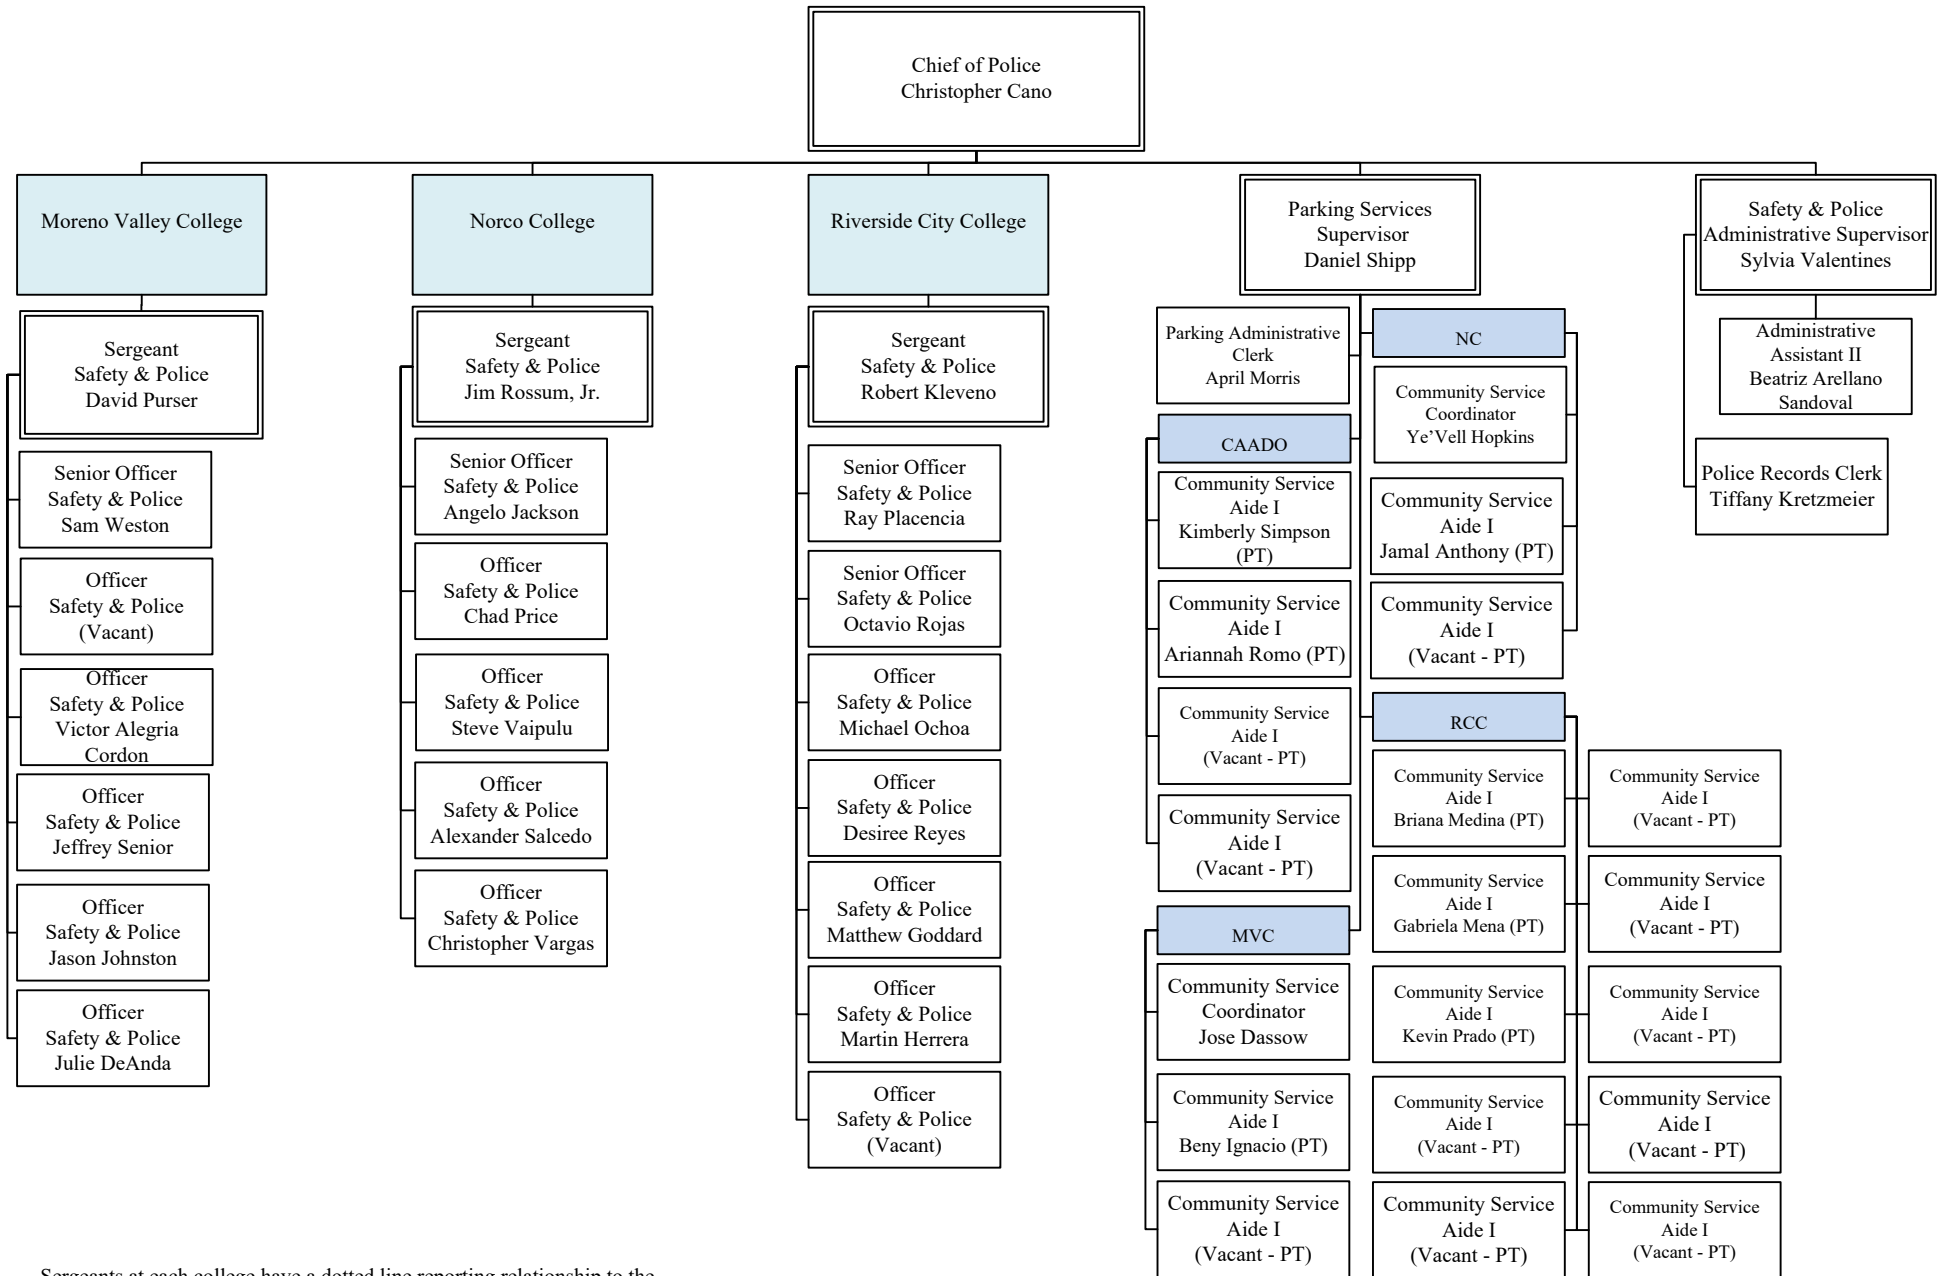 Chief of Police
Christopher Cano
Moreno Valley College
Sergeant
Safety & Police
David Purser
Senior Officer
Safety & Police
Sam Weston
Officer
Safety & Police
(Vacant)
Officer
Safety & Police
Victor Alegria
Cordon
Officer
Safety & Police
Jeffrey Senior
Officer
Safety & Police
Jason Johnston
Officer
Safety & Police
Julie DeAnda
Norco College
Sergeant
Safety & Police
Jim Rossum, Jr.
Senior Officer
Safety & Police
Angelo Jackson
Officer
Safety & Police
Chad Price
Officer
Safety & Police
Steve Vaipulu
Officer
Safety & Police
Alexander Salcedo
Officer
Safety & Police
Christopher Vargas
Riverside City College
Sergeant
Safety & Police
Robert Kleveno
Senior Officer
Safety & Police
Ray Placencia
Senior Officer
Safety & Police
Octavio Rojas
Officer
Safety & Police
Michael Ochoa
Officer
Safety & Police
Desiree Reyes
Officer
Safety & Police
Matthew Goddard
Officer
Safety & Police
Martin Herrera
Officer
Safety & Police
(Vacant)
Parking Services
Supervisor
Daniel Shipp
Parking Administrative
Clerk
April Morris
CAADO
Community Service
Aide I
Kimberly Simpson
(PT)
Community Service
Aide I
Ariannah Romo (PT)
Community Service
Aide I
(Vacant - PT)
Community Service
Aide I
(Vacant - PT)
MVC
Community Service
Coordinator
Jose Dassow
Community Service
Aide I
Beny Ignacio (PT)
Community Service
Aide I
(Vacant - PT)
NC
Community Service
Coordinator
Ye’Vell Hopkins
Community Service
Aide I
Jamal Anthony (PT)
Community Service
Aide I
(Vacant - PT)
RCC
Community Service
Aide I
Briana Medina (PT)
Community Service
Aide I
Gabriela Mena (PT)
Community Service
Aide I
Kevin Prado (PT)
Community Service
Aide I
(Vacant - PT)
Community Service
Aide I
(Vacant - PT)
Community Service
Aide I
(Vacant - PT)
Community Service
Aide I
(Vacant - PT)
Community Service
Aide I
(Vacant - PT)
Community Service
Aide I
(Vacant - PT)
Community Service
Aide I
(Vacant - PT)
Safety & Police
Administrative Supervisor
Sylvia Valentines
Administrative
Assistant II
Beatriz Arellano
Sandoval
Police Records Clerk
Tiffany Kretzmeier
Sergeants at each college have a dotted line reporting relationship to the